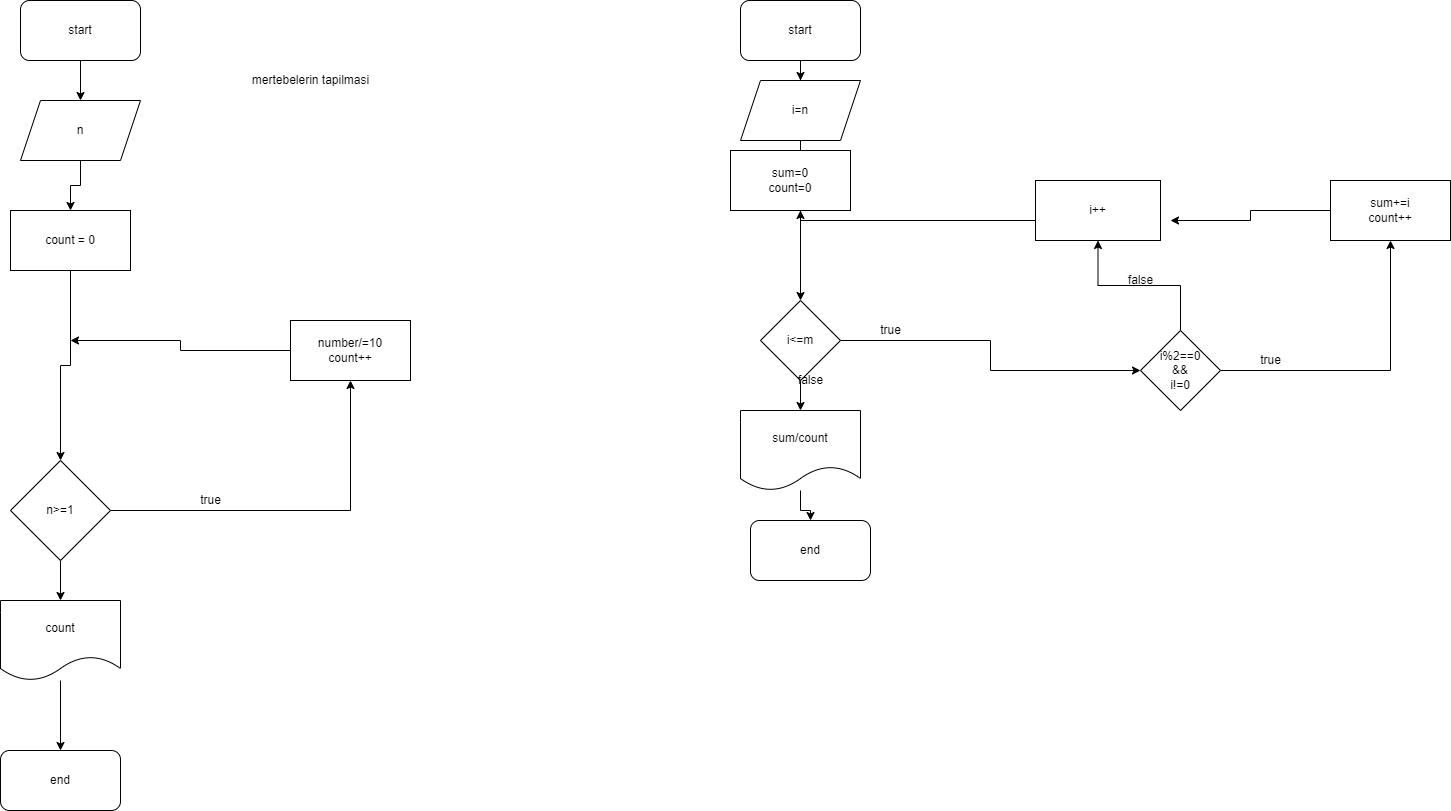 start
mertebelerin tapilmasi
n
count = 0
number/=10
count++
n>=1
true
count
end
start
i=n
sum=0
count=0
i++
sum+=i
count++
false
i<=m
true
i%2==0
&&
i!=0
true
false
sum/count
end